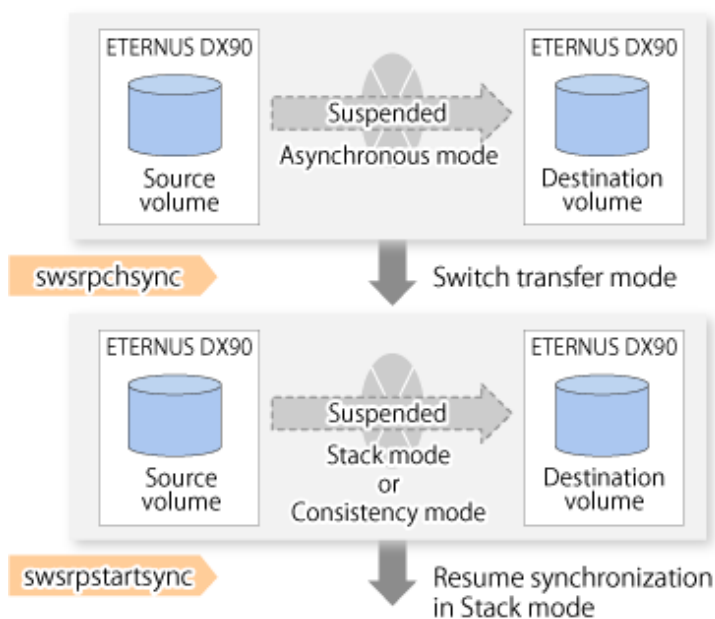 ETERNUS DX90
ETERNUS DX90
Suspended
Asynchronous mode
Source
volume
Destination
volume
swsrpchsync
Switch transfer mode
ETERNUS DX90
ETERNUS DX90
Suspended
Stack mode
or
Consistency mode
Source
volume
Destination
volume
swsrpstartsync
Resume synchronization
in Stack mode